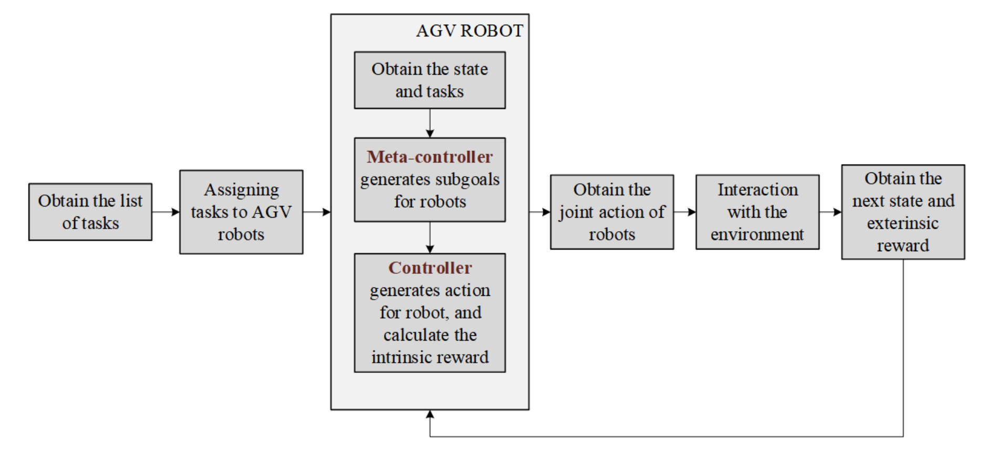 Obtain the list
of tasks
Assigning
tasks to AGV
robots
AGV ROBOT
Obtain the state
and tasks
Meta-controller
generates subgoals
for robots
Controller
generates action
for robot, and
calculate the
intrinsic reward
Obtain the
joint action of
robots
Interaction
with the
environment
Obtain the
next state and
exterinsic
reward